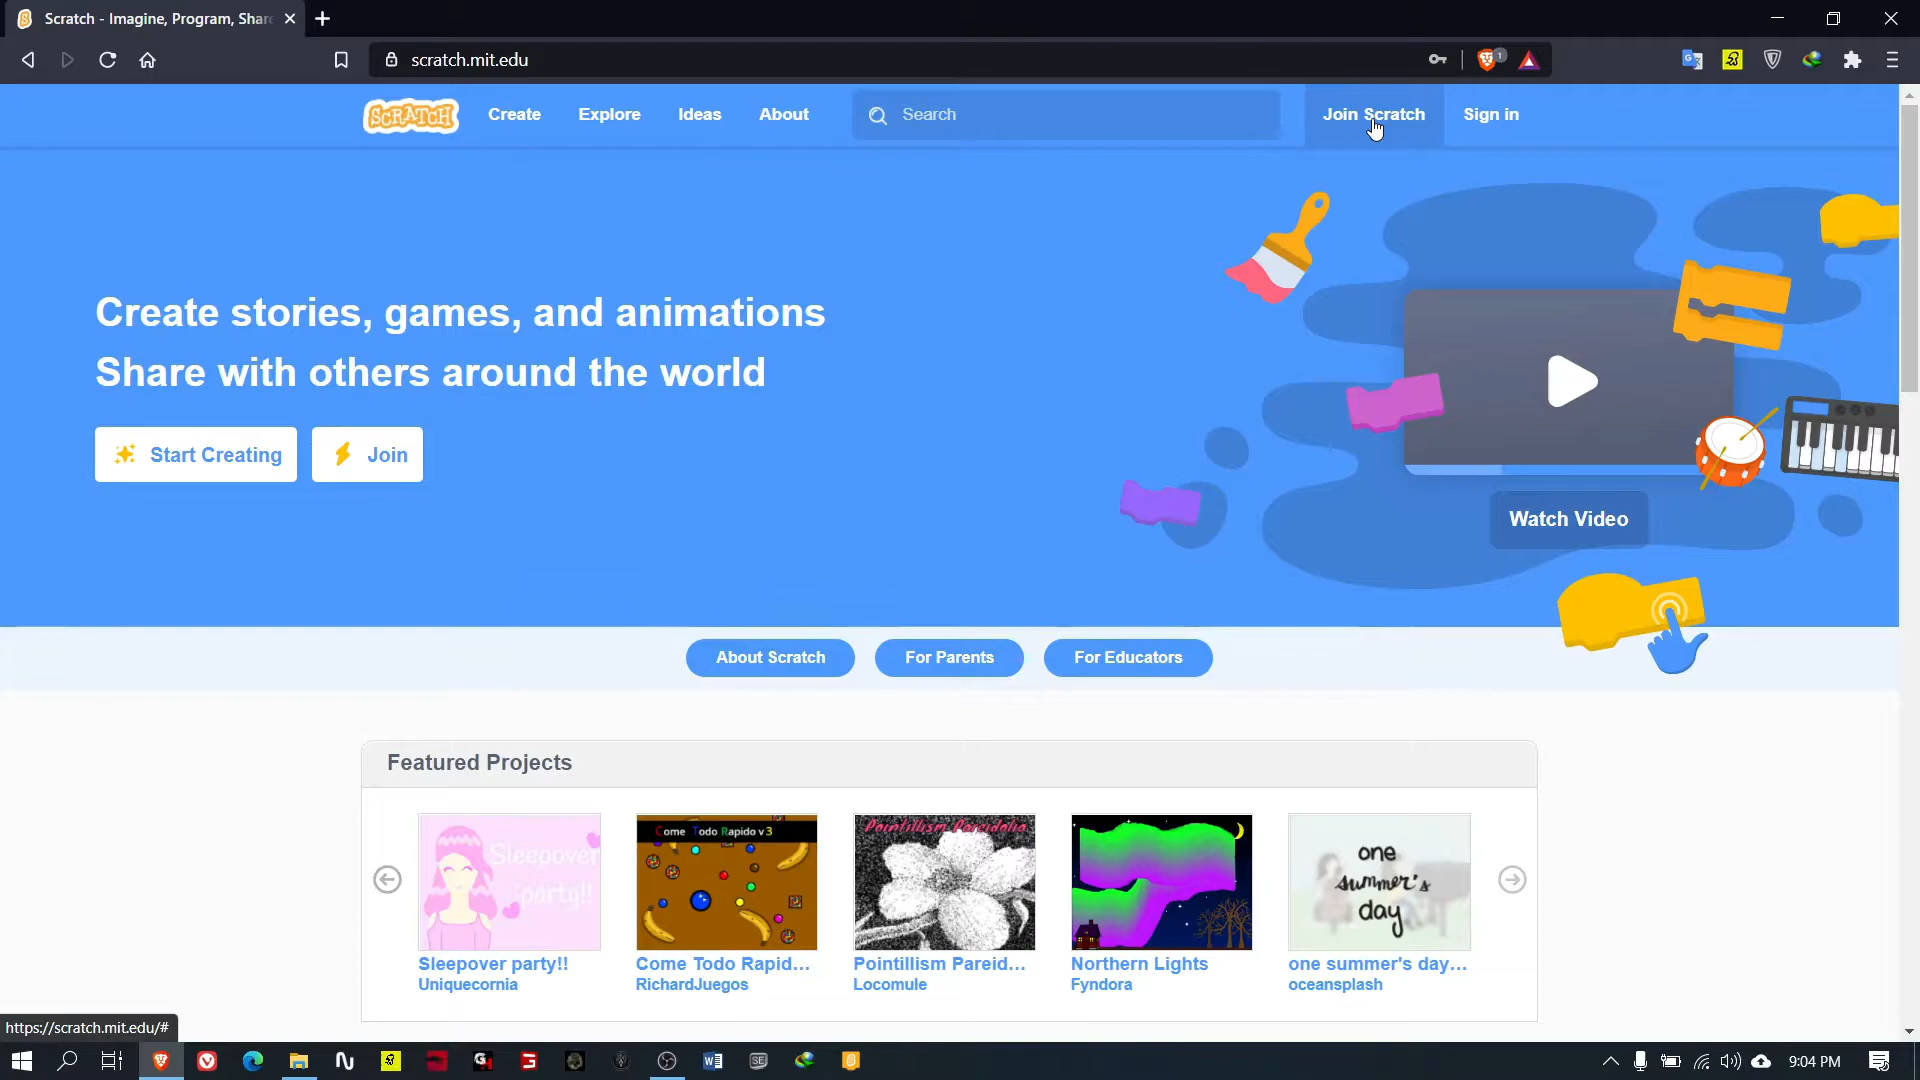 Scratch - Imagine, Program, Shar
scratch.mit.edu
1
SCRATCH
Create
Explore
Ideas
About
Search
Join Scratch
Sign in
Create stories, games, and animations
Share with others around the world
Start Creating
Join
Watch Video
About Scratch
For Parents
For Educators
Featured Projects
Sleepover
party!!
Come Todo Rapido v3
Pointillism Pareidolia
one
summer's
day
Sleepover party!!
Come Todo Rapid...
Pointillism Pareid...
Northern Lights
one summer's day...
Uniquecornia
RichardJuegos
Locomule
Fyndora
oceansplash
https://scratch.mit.edu/#
9:04 PM